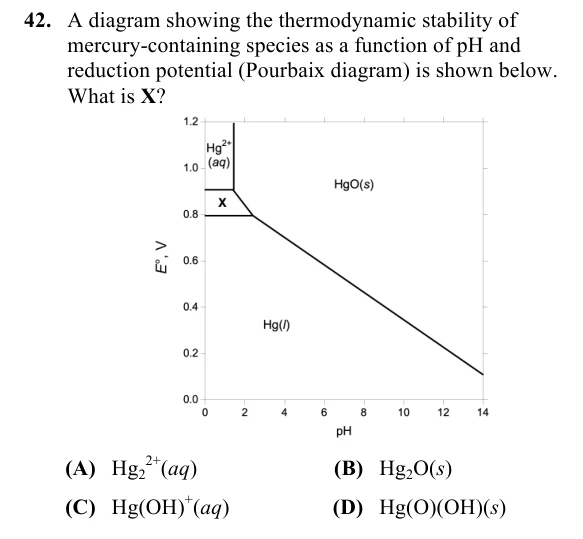 42. A diagram showing the thermodynamic stability of
mercury-containing species as a function of pH and
reduction potential (Pourbaix diagram) is shown below.
What is X?
1.2
Hg²⁺
1.0 (aq)
HgO(s)
X
0.8
E°, V
0.6
0.4
Hg(l)
0.2
0.0
0 2 4 6 8 10 12 14
pH
(A) Hg₂²⁺(aq) (B) Hg₂O(s)
(C) Hg(OH)⁺(aq) (D) Hg(O)(OH)(s)